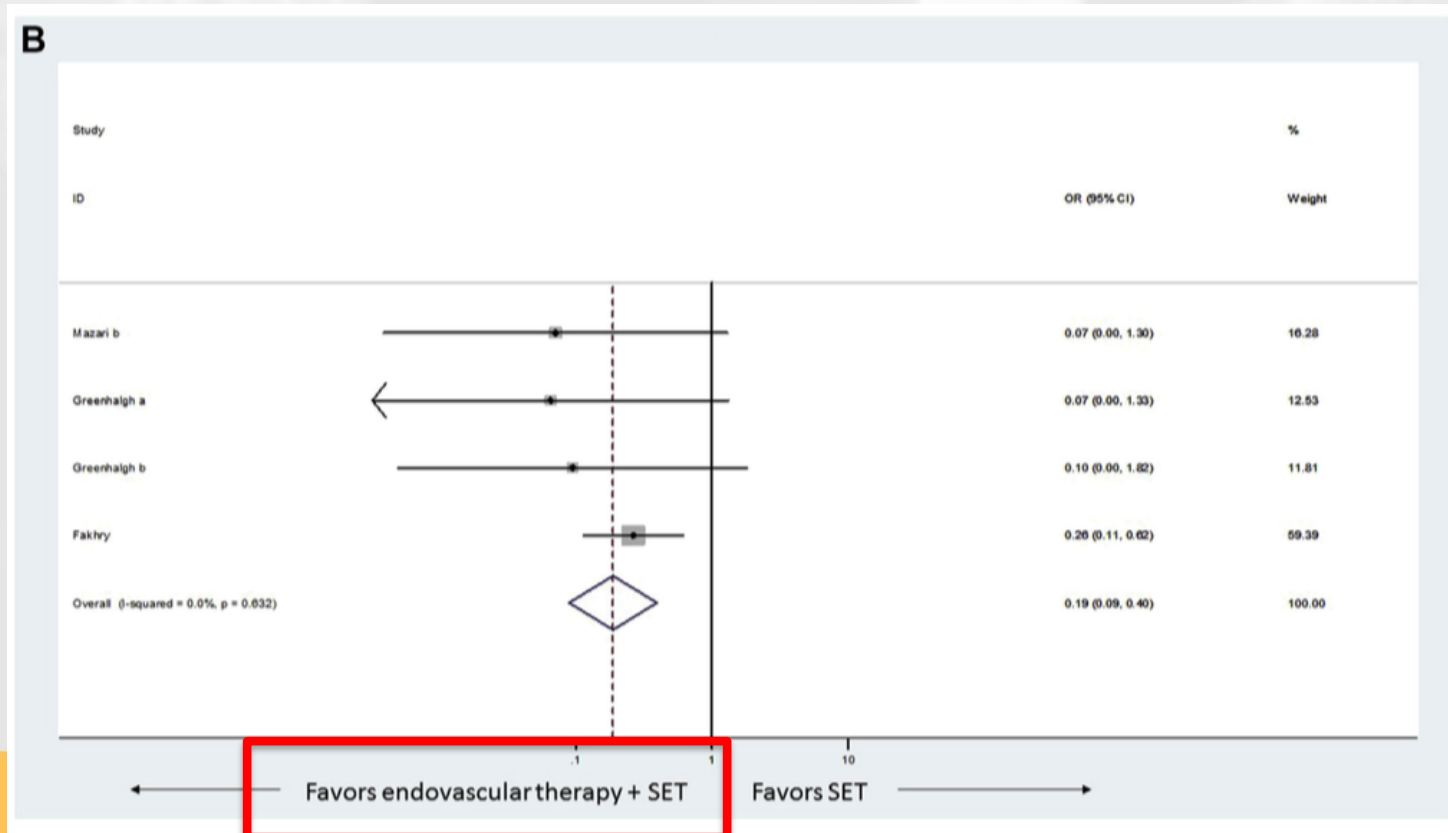 B
Study %
ID OR (95% CI) Weight
Mazari b 0.07 (0.00, 1.30) 16.28
Greenhalgh a 0.07 (0.00, 1.33) 12.53
Greenhalgh b 0.10 (0.00, 1.82) 11.81
Fakhry 0.26 (0.11, 0.62) 59.39
Overall (I-squared = 0.0%, p = 0.632) 0.19 (0.09, 0.40) 100.00
.1 1 10
Favors endovascular therapy + SET Favors SET